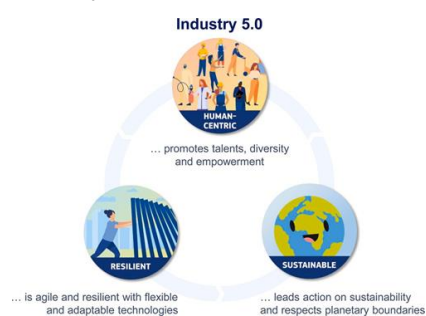 Industry 5.0
HUMAN-
CENTRIC
... promotes talents, diversity
and empowerment
RESILIENT
SUSTAINABLE
... is agile and resilient with flexible
and adaptable technologies
... leads action on sustainability
and respects planetary boundaries